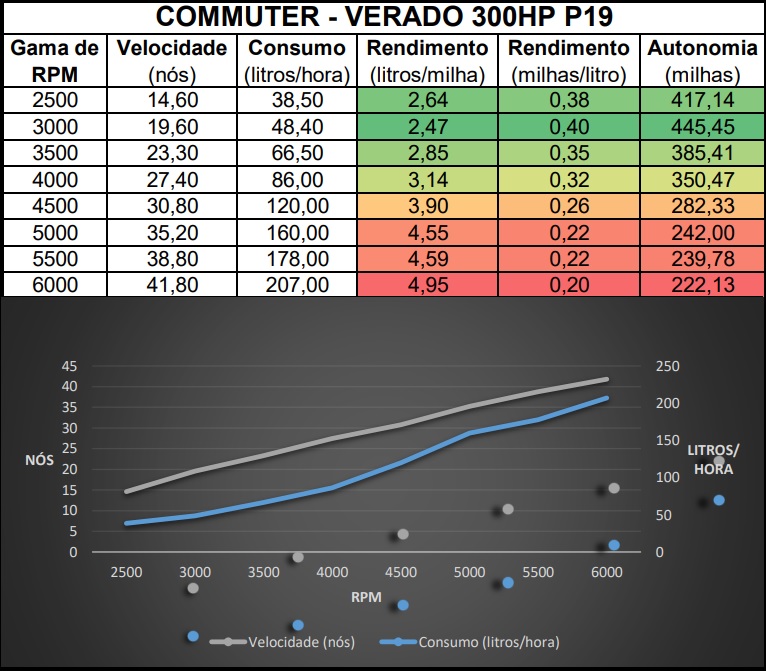 COMMUTER - VERADO 300HP P19
Gama de RPM Velocidade (nós) Consumo (litros/hora) Rendimento (litros/milha) Rendimento (milhas/litro) Autonomia (milhas)
2500 14,60 38,50 2,64 0,38 417,14
3000 19,60 48,40 2,47 0,40 445,45
3500 23,30 66,50 2,85 0,35 385,41
4000 27,40 86,00 3,14 0,32 350,47
4500 30,80 120,00 3,90 0,26 282,33
5000 35,20 160,00 4,55 0,22 242,00
5500 38,80 178,00 4,59 0,22 239,78
6000 41,80 207,00 4,95 0,20 222,13
45
40
35
30
25
20
15
10
5
0
NÓS
250
200
150
100
50
0
LITROS/
HORA
2500 3000 3500 4000 4500 5000 5500 6000
RPM
Velocidade (nós) Consumo (litros/hora)